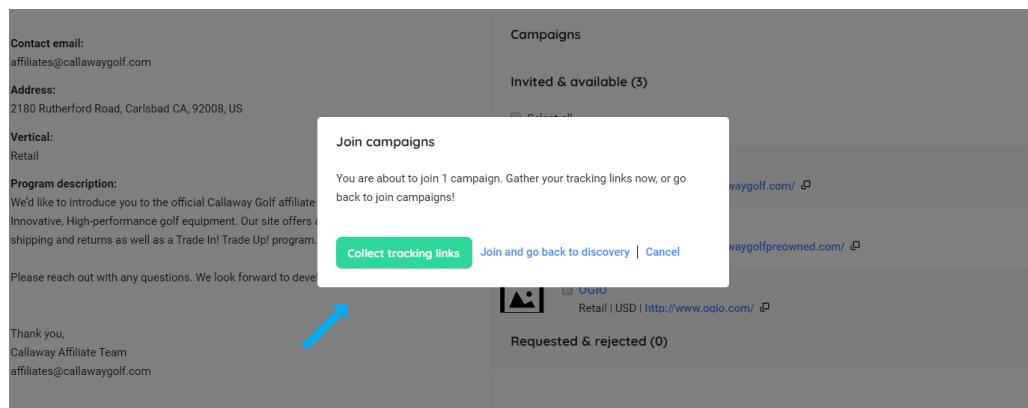 Contact email:
affiliates@callawaygolf.com
Address:
2180 Rutherford Road, Carlsbad CA, 92008, US
Vertical:
Retail
Program description:
We'd like to introduce you to the official Callaway Golf affiliate
Innovative, High-performance golf equipment. Our site offers
shipping and returns as well as a Trade In! Trade Up! program.
Please reach out with any questions. We look forward to
Thank you,
Callaway Affiliate Team
affiliates@callawaygolf.com
Campaigns
Invited & available (3)
Select all
Join campaigns
You are about to join 1 campaign. Gather your tracking links now, or go
back to join campaigns!
Collect tracking links
Join and go back to discovery | Cancel
waygolf.com/
waygolfpreowned.com/
OGIO
Retail | USD | http://www.ogio.com/
Requested & rejected (0)